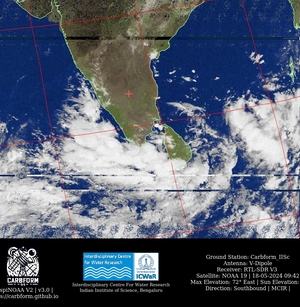 CARBFORM
spiNOAA V2 | v3.0 |
s://carbform.github.io
Interdisciplinary Centre
for Water Research
ICWaR
Interdisciplinary Centre For Water Research
Indian Institute of Science, Bengaluru
Ground Station: Carbform_IISc
Antenna: V-Dipole
Receiver: RTL-SDR V3
Satellite: NOAA 19 | 18-05-2024 09:42
Max Elevation: 72° East | Sun Elevation:
Direction: Southbound | MCIR |